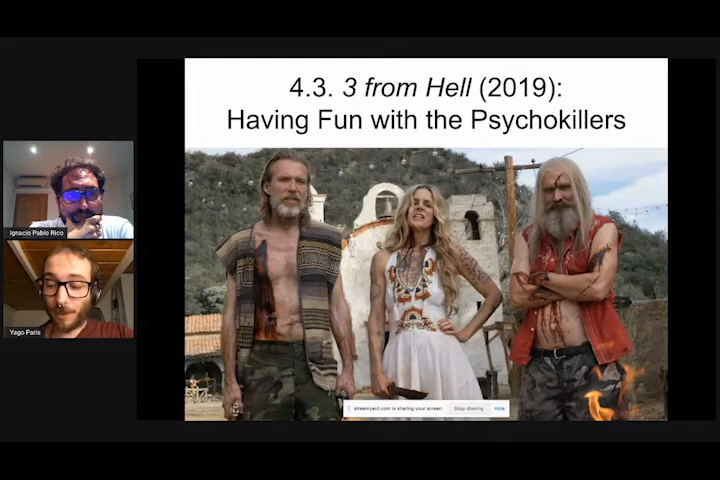 4.3. 3 from Hell (2019):
Having Fun with the Psychokillers
Ignacio Pablo Rico
Yago Paris
streamyard.com is sharing your screen.
Stop sharing
Hide